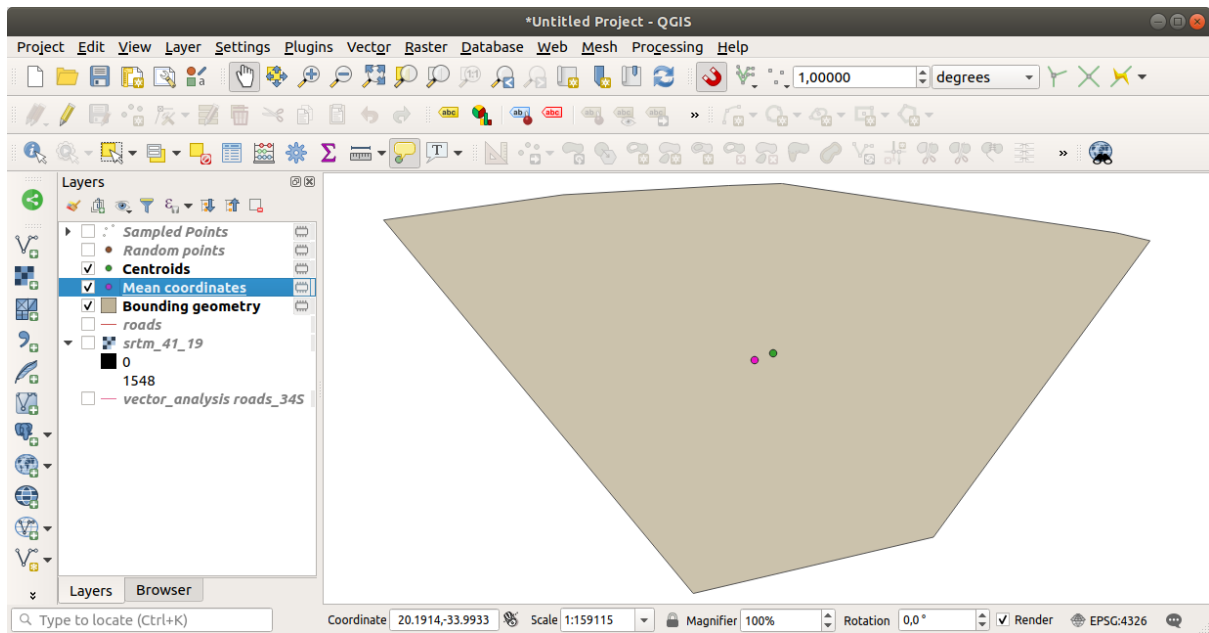 *Untitled Project - QGIS
Project Edit View Layer Settings Plugins Vector Raster Database Web Mesh Processing Help
1,00000 degrees
abc abc abc
Σ T
Layers
Sampled Points
Random points
Centroids
Mean coordinates
Bounding geometry
roads
srtm_41_19
0
1548
vector_analysis roads_34S
Layers Browser
Type to locate (Ctrl+K) Coordinate 20.1914,-33.9933 Scale 1:159115 Magnifier 100% Rotation 0,0 ° Render EPSG:4326